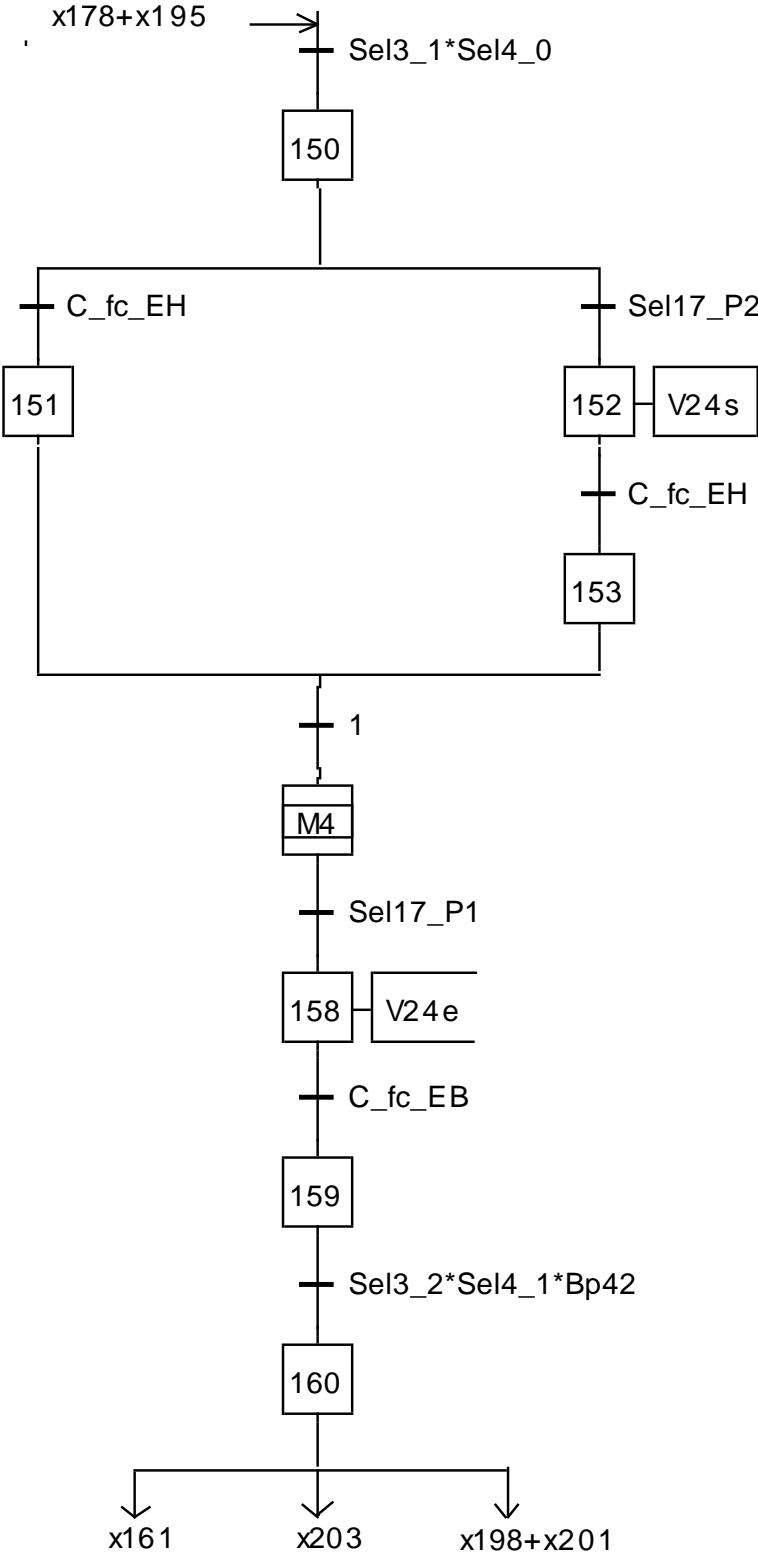 x178+x195
Sel3_1*Sel4_0
150
C_fc_EH
Sel17_P2
151
152
V24s
C_fc_EH
153
1
M4
Sel17_P1
158
V24e
C_fc_EB
159
Sel3_2*Sel4_1*Bp42
160
x161
x203
x198+x201